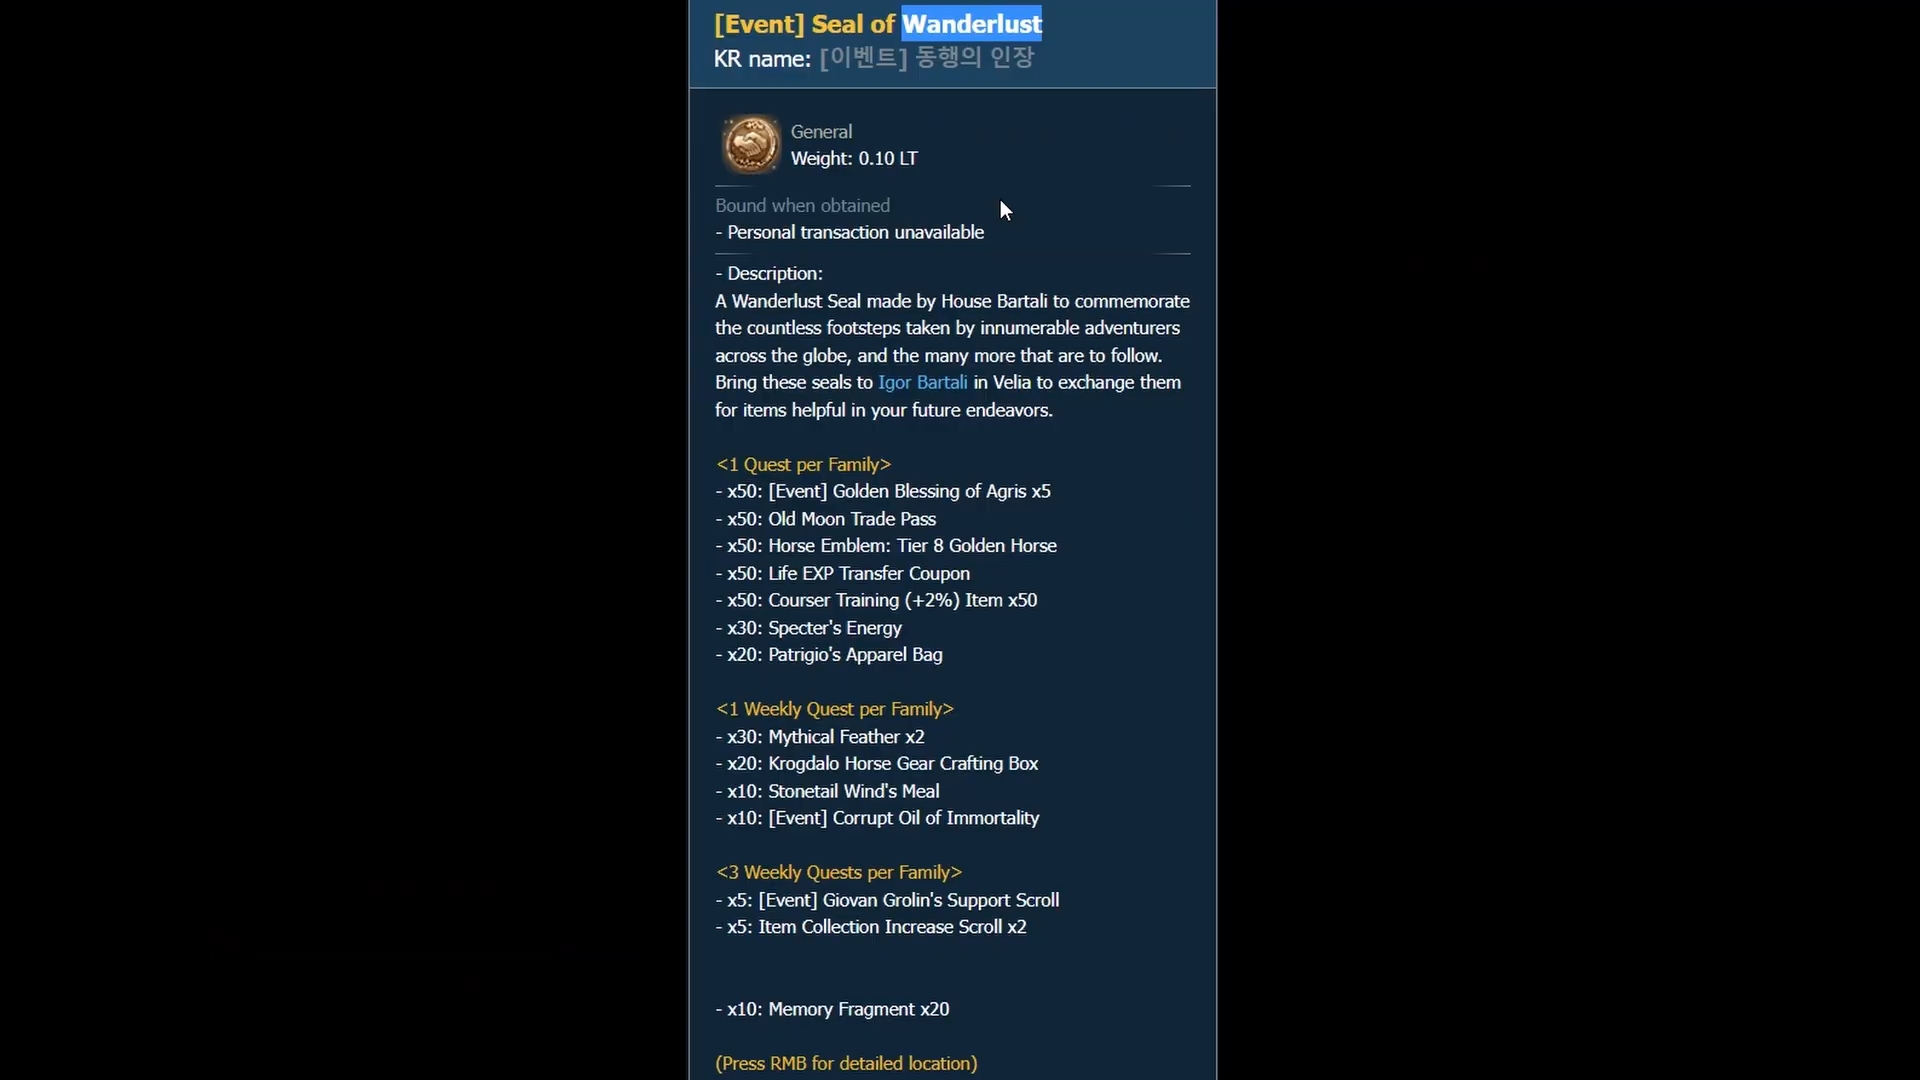 [Event] Seal of Wanderlust
KR name: [이벤트] 동행의 인장
General
Weight: 0.10 LT
Bound when obtained
- Personal transaction unavailable
- Description:
A Wanderlust Seal made by House Bartali to commemorate
the countless footsteps taken by innumerable adventurers
across the globe, and the many more that are to follow.
Bring these seals to Igor Bartali in Velia to exchange them
for items helpful in your future endeavors.
<1 Quest per Family>
- x50: [Event] Golden Blessing of Agris x5
- x50: Old Moon Trade Pass
- x50: Horse Emblem: Tier 8 Golden Horse
- x50: Life EXP Transfer Coupon
- x50: Courser Training (+2%) Item x50
- x30: Specter's Energy
- x20: Patrigio's Apparel Bag
<1 Weekly Quest per Family>
- x30: Mythical Feather x2
- x20: Krogdalo Horse Gear Crafting Box
- x10: Stonetail Wind's Meal
- x10: [Event] Corrupt Oil of Immortality
<3 Weekly Quests per Family>
- x5: [Event] Giovan Grolin's Support Scroll
- x5: Item Collection Increase Scroll x2
- x10: Memory Fragment x20
(Press RMB for detailed location)